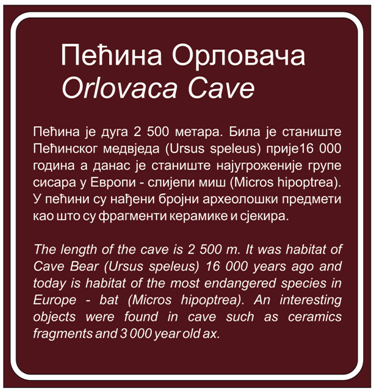 Пећина Орловача
Orlovaca Cave
Пећина је дуга 2 500 метара. Била је станиште
Пећинског медвједа (Ursus speleus) прије16 000
година а данас је станиште најугроженије групе
сисара у Европи - слијепи миш (Micros hipoptrea).
У пећини су нађени бројни археолошки предмети
као што су фрагменти керамике и сјекира.
The length of the cave is 2 500 m. It was habitat of
Cave Bear (Ursus speleus) 16 000 years ago and
today is habitat of the most endangered species in
Europe - bat (Micros hipoptrea). An interesting
objects were found in cave such as ceramics
fragments and 3 000 year old ax.